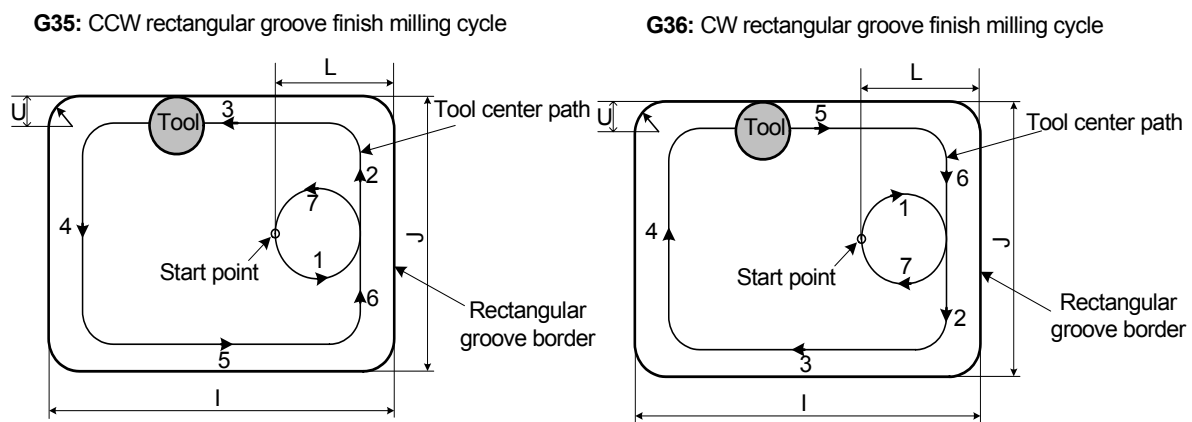 G35: CCW rectangular groove finish milling cycle
L
U
Tool
3
Tool center path
2
7
4
J
1
Start point
6
Rectangular
groove border
5
I
G36: CW rectangular groove finish milling cycle
L
U
Tool
5
Tool center path
6
1
4
J
Start point
7
Rectangular
groove border
2
3
I